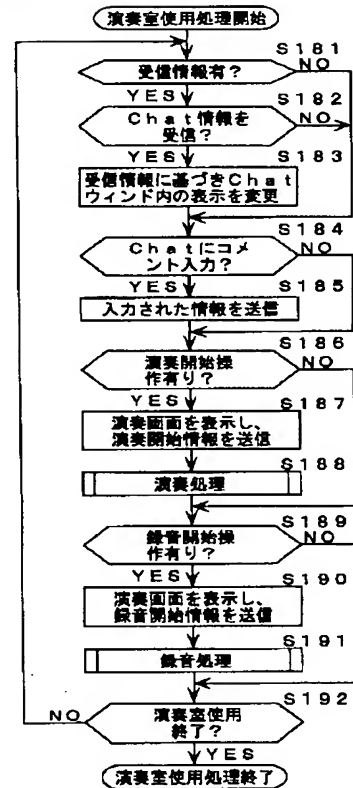 演奏室使用処理開始
S181
受信情報有？
NO
YES
S182
Chat情報を
受信？
NO
YES
S183
受信情報に基づきChat
ウィンド内の表示を変更
S184
Chatにコメ
ント入力？
NO
YES
S185
入力された情報を送信
S186
演奏開始操
作有り？
NO
YES
S187
演奏画面を表示し、
演奏開始情報を送信
S188
演奏処理
S189
録音開始操
作有り？
NO
YES
S190
演奏画面を表示し、
録音開始情報を送信
S191
録音処理
S192
演奏室使用
終了？
NO
YES
演奏室使用処理終了